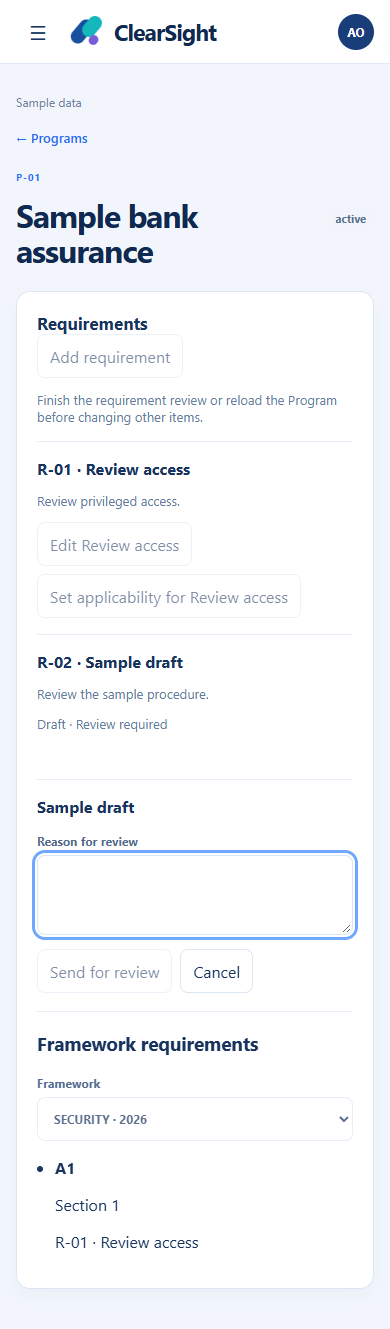 ClearSight
AO
Sample data
← Programs
P-01
Sample bank
assurance
active
Requirements
Add requirement
Finish the requirement review or reload the Program
before changing other items.
R-01 · Review access
Review privileged access.
Edit Review access
Set applicability for Review access
R-02 · Sample draft
Review the sample procedure.
Draft · Review required
Sample draft
Reason for review
Send for review
Cancel
Framework requirements
Framework
SECURITY · 2026
A1
Section 1
R-01 · Review access